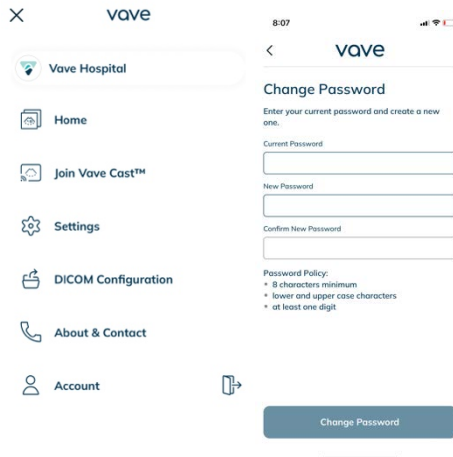 vave
Vave Hospital
Home
Join Vave Cast™
Settings
DICOM Configuration
About & Contact
Account
8:07
vave
Change Password
Enter your current password and create a new
one.
Current Password
New Password
Confirm New Password
Password Policy:
* 8 characters minimum
* lower and upper case characters
* at least one digit
Change Password